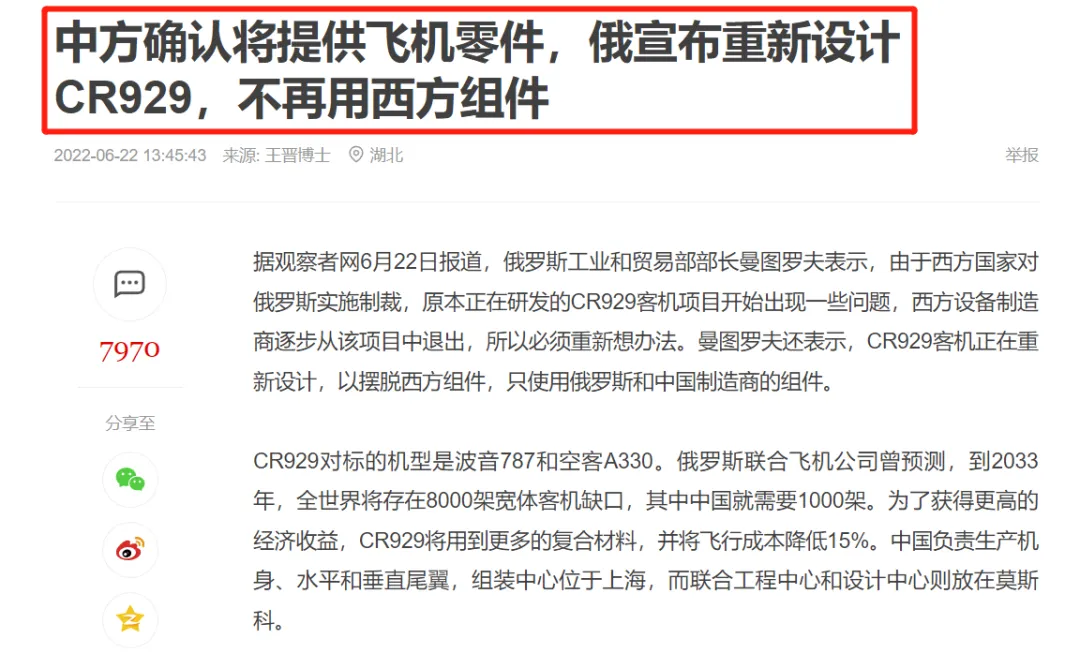 中方确认将提供飞机零件，俄宣布重新设计
CR929，不再用西方组件
2022-06-22 13:45:43 来源: 王晋博士 湖北
举报
7970
分享至
据观察者网6月22日报道，俄罗斯工业和贸易部部长曼图罗夫表示，由于西方国家对
俄罗斯实施制裁，原本正在研发的CR929客机项目开始出现一些问题，西方设备制造
商逐步从该项目中退出，所以必须重新想办法。曼图罗夫还表示，CR929客机正在重
新设计，以摆脱西方组件，只使用俄罗斯和中国制造商的组件。
CR929对标的机型是波音787和空客A330。俄罗斯联合飞机公司曾预测，到2033
年，全世界将存在8000架宽体客机缺口，其中中国就需要1000架。为了获得更高的
经济收益，CR929将用到更多的复合材料，并将飞行成本降低15%。中国负责生产机
身、水平和垂直尾翼，组装中心位于上海，而联合工程中心和设计中心则放在莫斯
科。